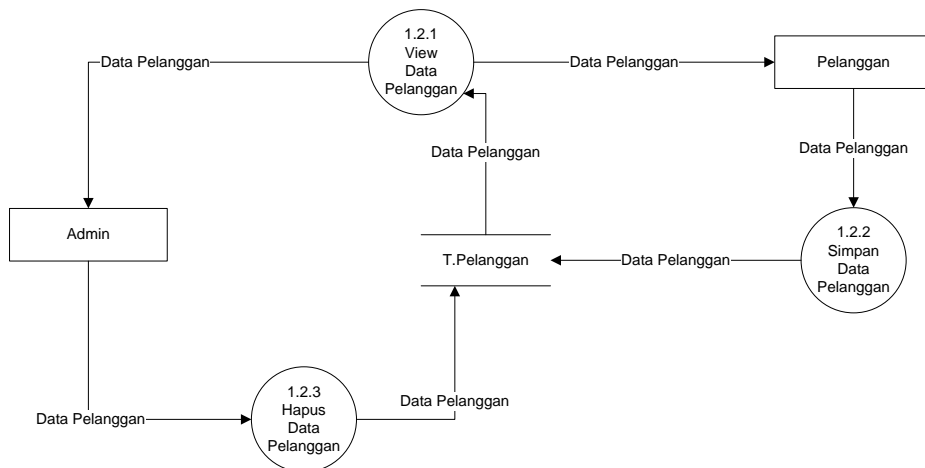 1.2.1
View
Data
Pelanggan
Data Pelanggan
Data Pelanggan
Pelanggan
Data Pelanggan
Data Pelanggan
Admin
1.2.2
Simpan
Data
Pelanggan
T.Pelanggan
Data Pelanggan
1.2.3
Hapus
Data
Pelanggan
Data Pelanggan
Data Pelanggan